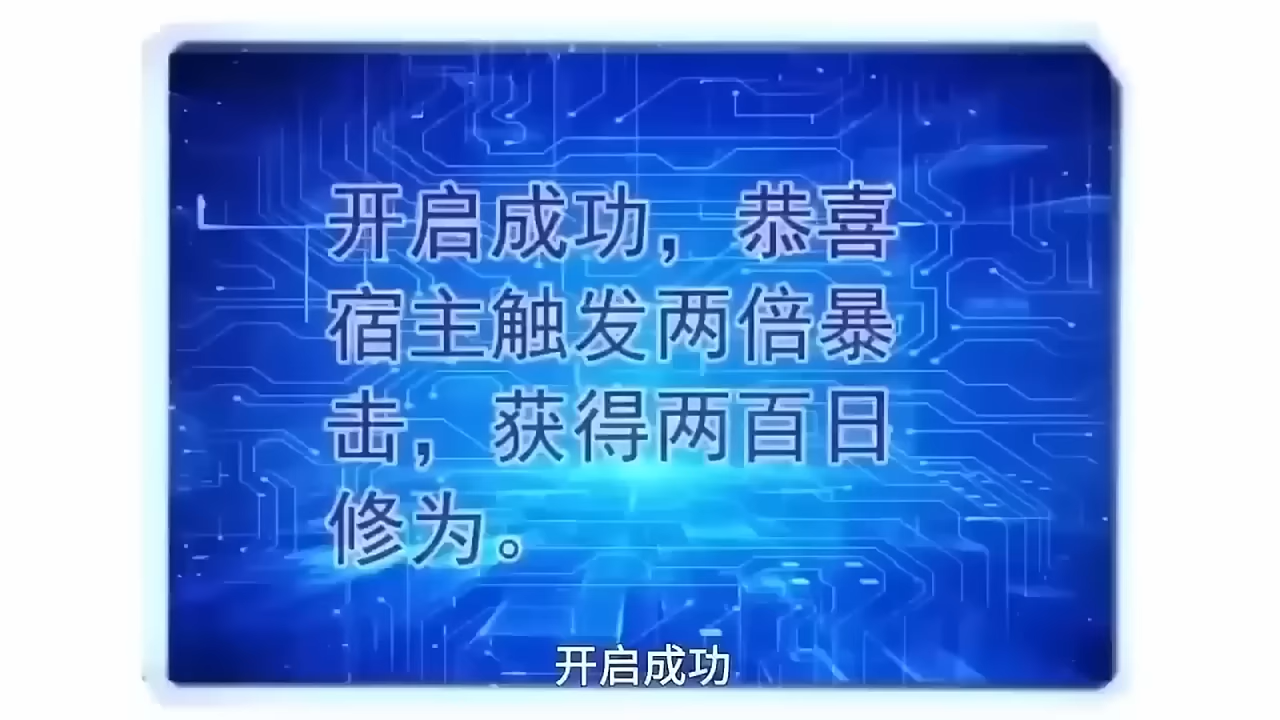 开启成功，恭喜
宿主触发两倍暴
击，获得两百日
修为。
开启成功